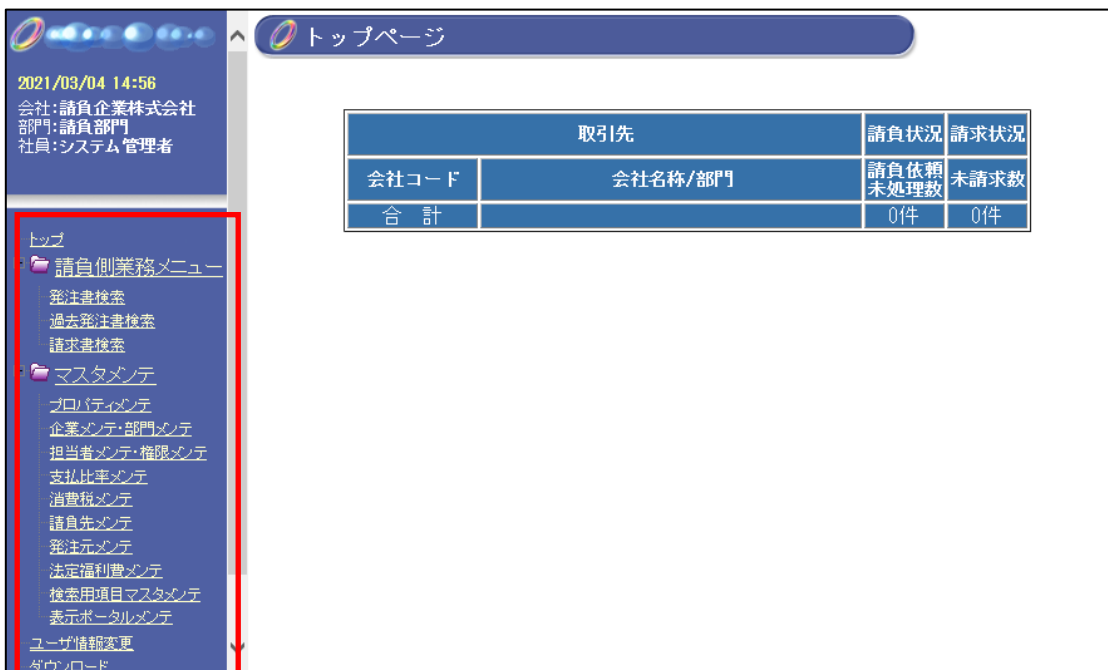 トップページ
2021/03/04 14:56
会社:請負企業株式会社
部門:請負部門
社員:システム管理者
取引先 請負状況 請求状況
会社コード 会社名称/部門 請負依頼未処理数 未請求数
合 計 0件 0件
トップ
請負側業務メニュー
発注書検索
過去発注書検索
請求書検索
マスタメンテ
プロパティメンテ
企業メンテ・部門メンテ
担当者メンテ・権限メンテ
支払比率メンテ
消費税メンテ
請負先メンテ
発注元メンテ
法定福利費メンテ
検索用項目マスタメンテ
表示ポータルメンテ
ユーザ情報変更
ダウンロード